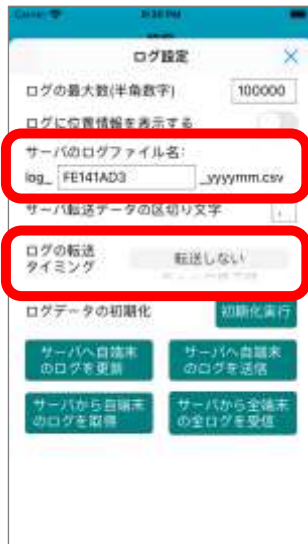 Carrier
9:30 PM
ログ設定
ログの最大数(半角数字)
100000
ログに位置情報を表示する
サーバのログファイル名:
log_ FE141AD3 _yyyymm.csv
サーバ転送データの区切り文字
,
ログの転送
タイミング
転送しない
ログデータの初期化
初期化実行
サーバへ自端末
のログを更新
サーバへ自端末
のログを送信
サーバから自端末
のログを取得
サーバから全端末
の全ログを受信